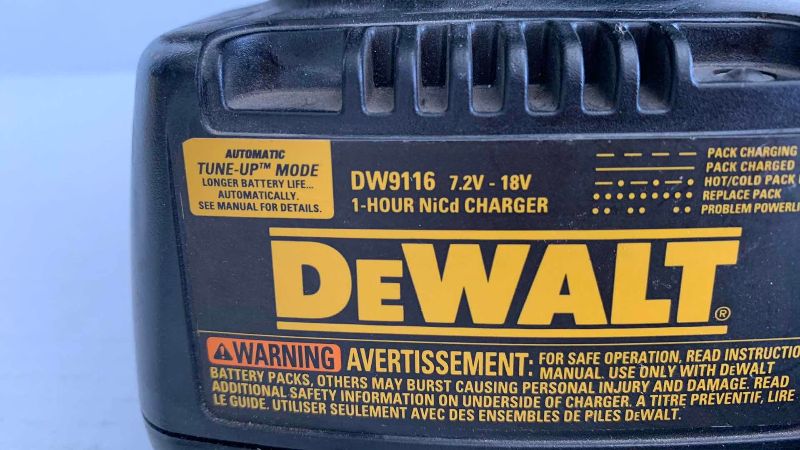 AUTOMATIC
TUNE-UP™ MODE
LONGER BATTERY LIFE...
AUTOMATICALLY.
SEE MANUAL FOR DETAILS.
DW9116 7.2V - 18V
1-HOUR NiCd CHARGER
PACK CHARGING
PACK CHARGED
HOT/COLD PACK
REPLACE PACK
PROBLEM POWERLI
DEWALT®
WARNING AVERTISSEMENT: FOR SAFE OPERATION, READ INSTRUCTIO
MANUAL. USE ONLY WITH DEWALT
BATTERY PACKS, OTHERS MAY BURST CAUSING PERSONAL INJURY AND DAMAGE. READ
ADDITIONAL SAFETY INFORMATION ON UNDERSIDE OF CHARGER. A TITRE PREVENTIF, LIRE
LE GUIDE. UTILISER SEULEMENT AVEC DES ENSEMBLES DE PILES DEWALT.